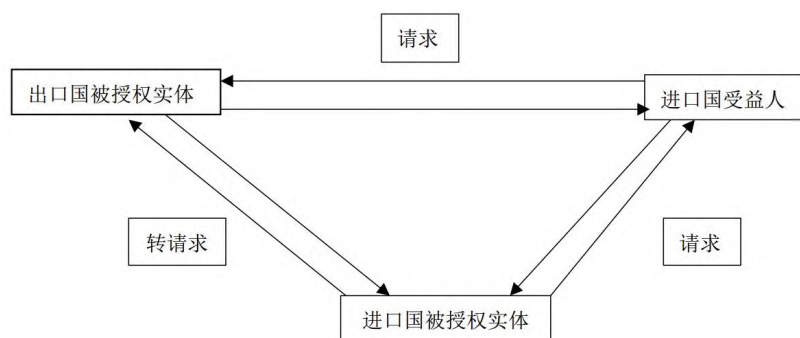 请求
出口国被授权实体
进口国受益人
转请求
请求
进口国被授权实体